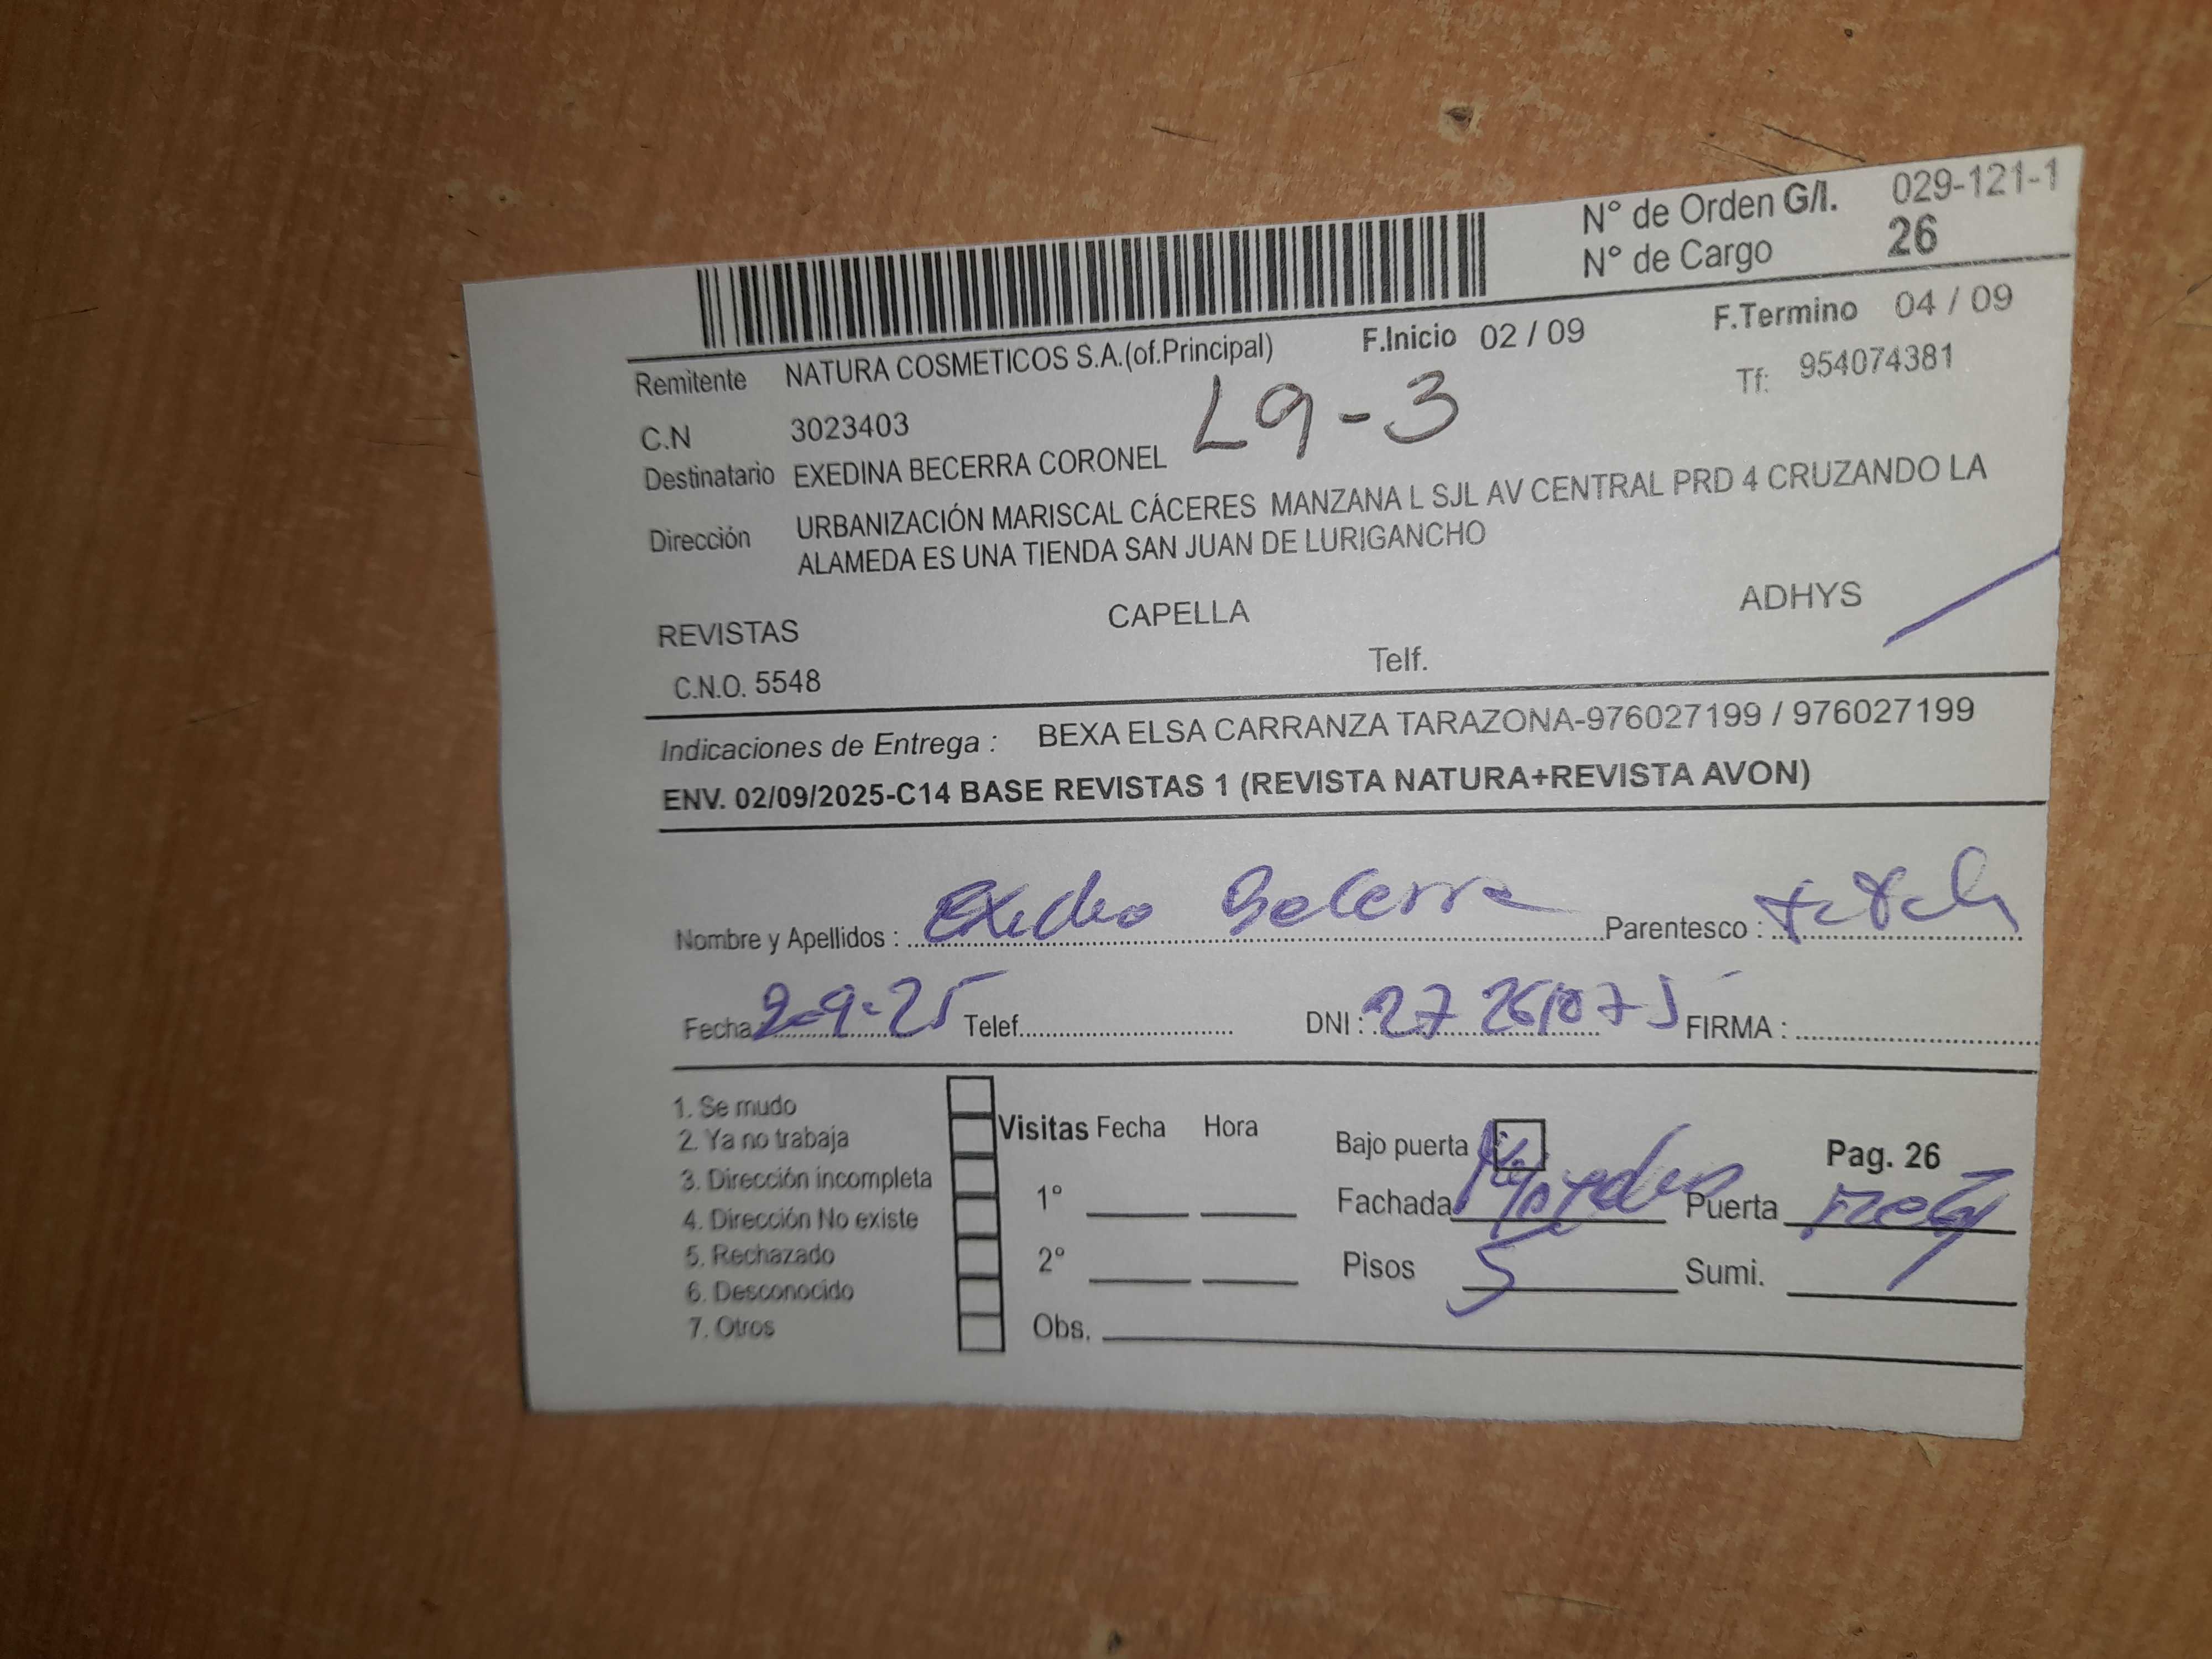 N° de Orden G/I. 029-121-1
N° de Cargo 26
Remitente NATURA COSMETICOS S.A.(of.Principal) F.Inicio 02 / 09 F.Termino 04 / 09
C.N 3023403 L9-3 Tf: 954074381
Destinatario EXEDINA BECERRA CORONEL
Dirección URBANIZACIÓN MARISCAL CÁCERES MANZANA L SJL AV CENTRAL PRD 4 CRUZANDO LA
ALAMEDA ES UNA TIENDA SAN JUAN DE LURIGANCHO
REVISTAS CAPELLA ADHYS
C.N.O. 5548 Telf.
Indicaciones de Entrega : BEXA ELSA CARRANZA TARAZONA-976027199 / 976027199
ENV. 02/09/2025-C14 BASE REVISTAS 1 (REVISTA NATURA+REVISTA AVON)
Nombre y Apellidos : Becerra Parentesco :
Fecha 2-9-25 Telef. DNI : FIRMA :
1. Se mudo
2. Ya no trabaja
3. Dirección incompleta
4. Dirección No existe
5. Rechazado
6. Desconocido
7. Otros
Visitas Fecha Hora
1°
2°
Obs.
Bajo puerta Pag. 26
Fachada Puerta
Pisos 5 Sumi.